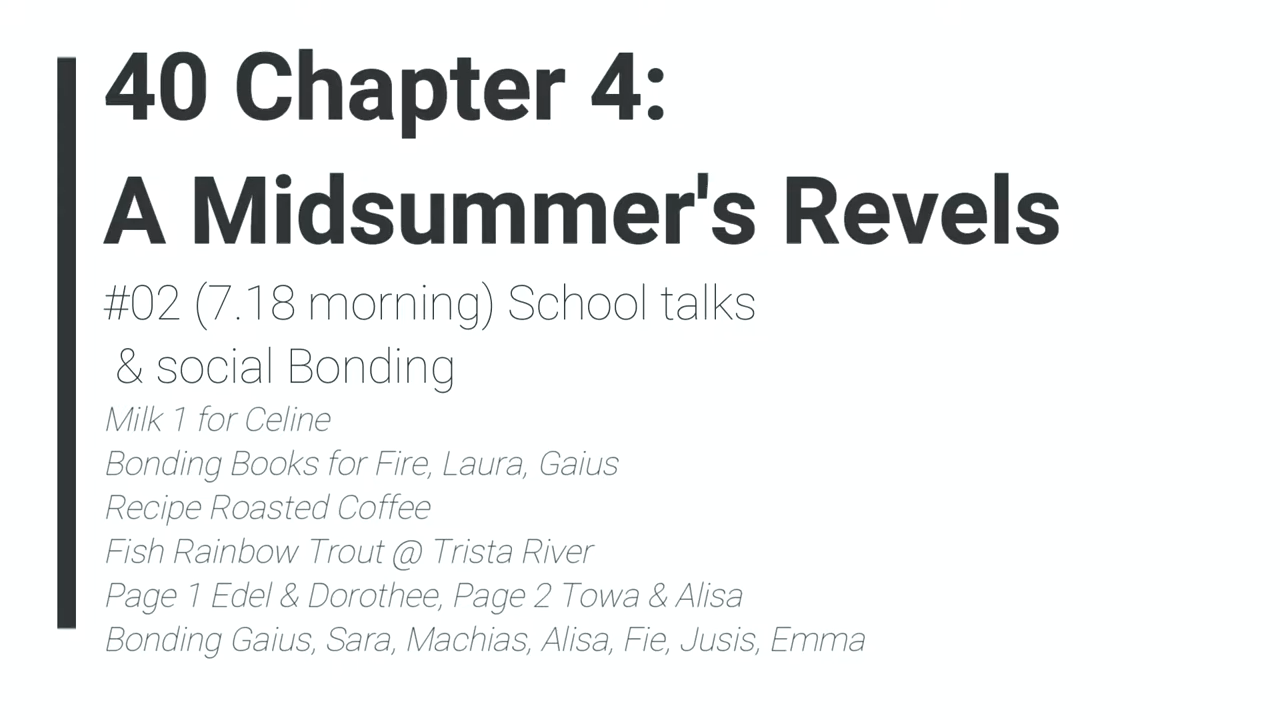 40 Chapter 4:
A Midsummer's Revels
#02 (7.18 morning) School talks
& social Bonding
Milk 1 for Celine
Bonding Books for Fire, Laura, Gaius
Recipe Roasted Coffee
Fish Rainbow Trout @ Trista River
Page 1 Edel & Dorothee, Page 2 Towa & Alisa
Bonding Gaius, Sara, Machias, Alisa, Fie, Jusis, Emma